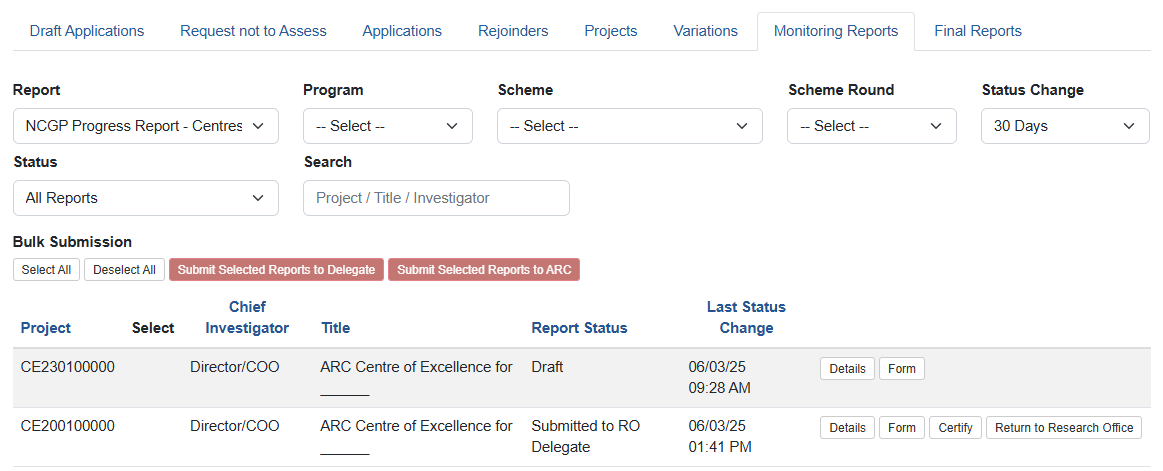 Draft Applications Request not to Assess Applications Rejoinders Projects Variations Monitoring Reports Final Reports
Report Program Scheme Scheme Round Status Change
NCGP Progress Report - Centres -- Select -- -- Select -- -- Select -- 30 Days
Status Search
All Reports Project / Title / Investigator
Bulk Submission
Select All Deselect All Submit Selected Reports to Delegate Submit Selected Reports to ARC
Chief Last Status
Project Select Investigator Title Report Status Change
CE230100000 Director/COO ARC Centre of Excellence for Draft 06/03/25 Details Form
______ 09:28 AM
CE200100000 Director/COO ARC Centre of Excellence for Submitted to RO 06/03/25 Details Form Certify Return to Research Office
______ Delegate 01:41 PM